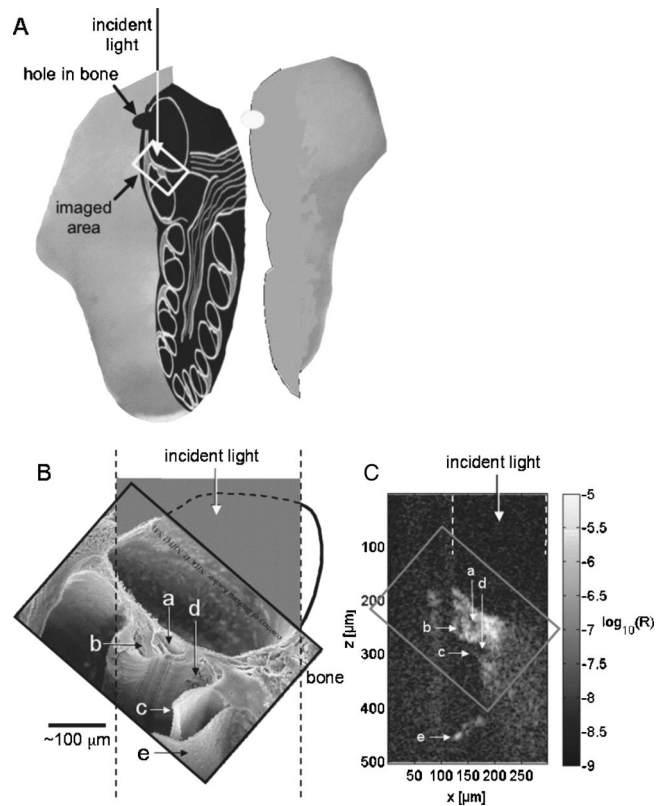 A
incident
light
hole in bone
imaged
area
B
incident light
a
d
b
c
e
bone
~100 µm
C
incident light
a
d
b
c
e
100
200
300
400
500
z [µm]
50 100 150 200 250
x [µm]
-5
-5.5
-6
-6.5
-7
-7.5
-8
-8.5
-9
log10(R)